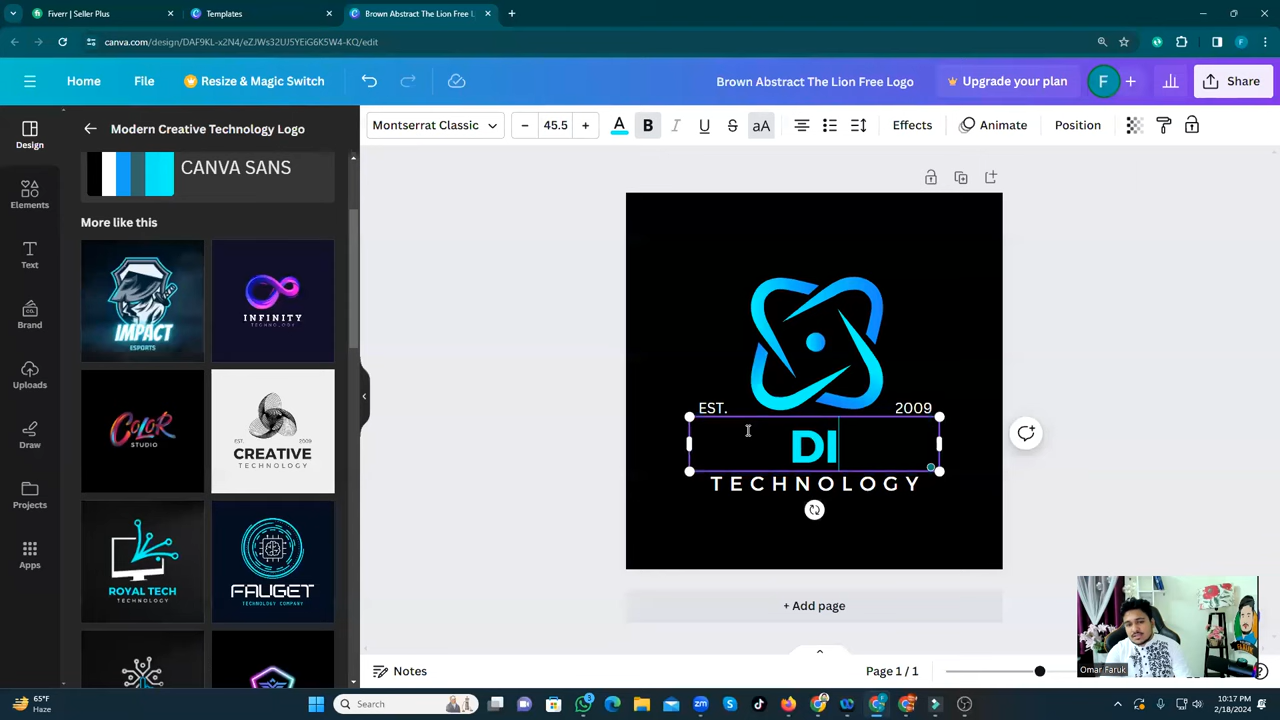 Fiverr | Seller Plus
Templates
Brown Abstract The Lion Free L
canva.com/design/DAF9KL-x2N4/eZJWs32UJ5YEiG6K5W4-KQ/edit
Home
File
Resize & Magic Switch
Brown Abstract The Lion Free Logo
Upgrade your plan
F
Share
Design
Elements
Text
Brand
Uploads
Draw
Projects
Apps
Modern Creative Technology Logo
CANVA SANS
More like this
IMPACT
ESPORTS
INFINITY
TECHNOLOGY
COLOR
STUDIO
EST.
2009
CREATIVE
TECHNOLOGY
ROYAL TECH
TECHNOLOGY
FAUGET
TECHNOLOGY COMPANY
Montserrat Classic
45.5
A
B
I
U
S
aA
Effects
Animate
Position
EST.
2009
DI
TECHNOLOGY
+ Add page
Omar Faruk
Notes
Page 1 / 1
65°F
Haze
Search
10:17 PM
2/18/2024